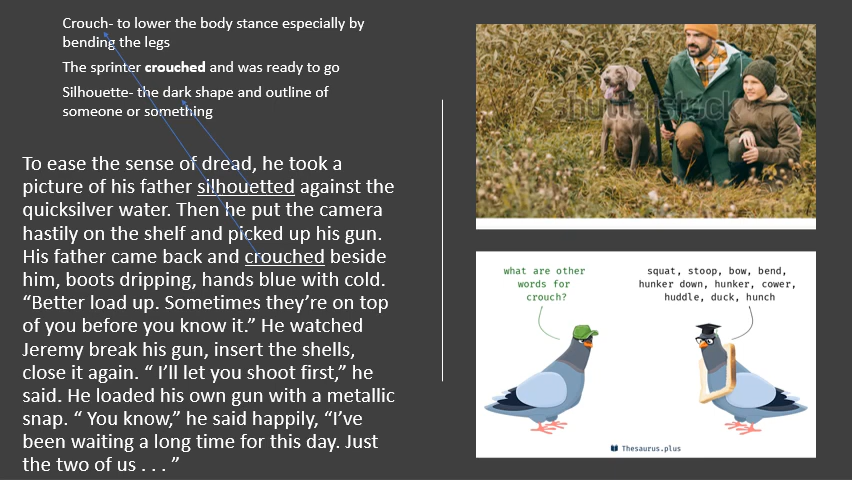 Crouch- to lower the body stance especially by
bending the legs
The sprinter crouched and was ready to go
Silhouette- the dark shape and outline of
someone or something
To ease the sense of dread, he took a
picture of his father silhouetted against the
quicksilver water. Then he put the camera
hastily on the shelf and picked up his gun.
His father came back and crouched beside
him, boots dripping, hands blue with cold.
“Better load up. Sometimes they’re on top
of you before you know it.” He watched
Jeremy break his gun, insert the shells,
close it again. “ I’ll let you shoot first,” he
said. He loaded his own gun with a metallic
snap. “ You know,” he said happily, “I’ve
been waiting a long time for this day. Just
the two of us . . . ”
shutterstock
what are other
words for
crouch?
squat, stoop, bow, bend,
hunker down, hunker, cower,
huddle, duck, hunch
Thesaurus.plus